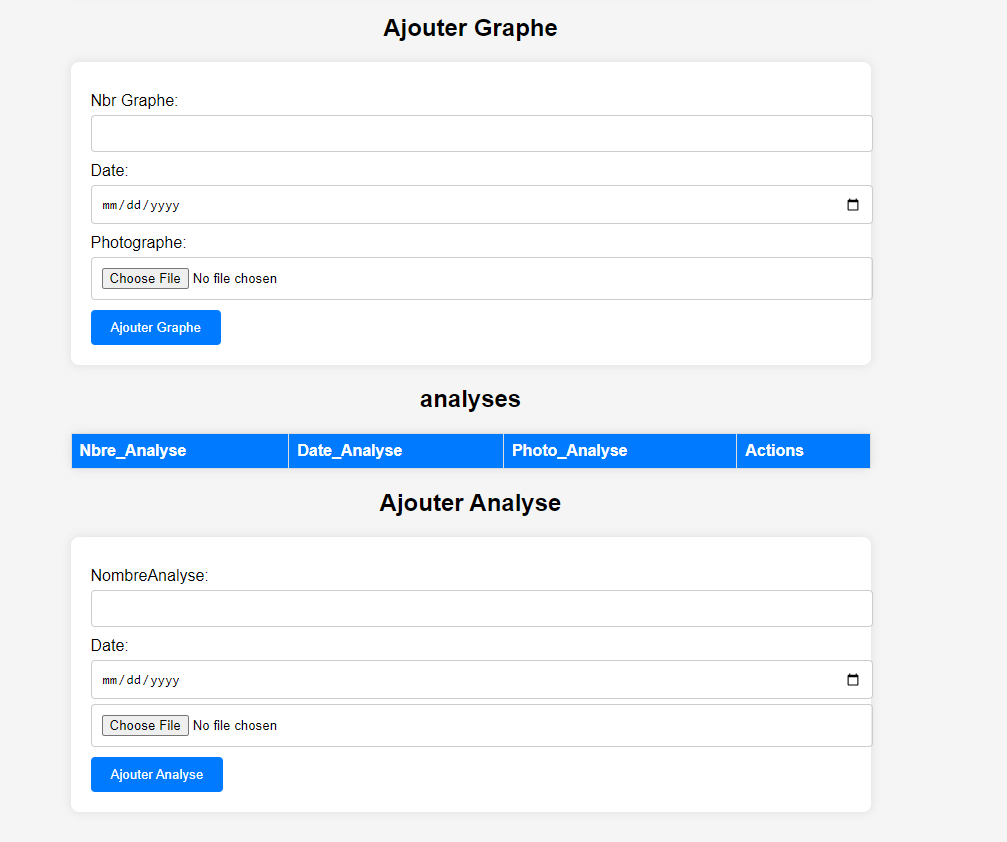 Ajouter Graphe
Nbr Graphe:
Date:
mm/dd/yyyy
Photographe:
Choose File No file chosen
Ajouter Graphe
analyses
Nbre_Analyse Date_Analyse Photo_Analyse Actions
Ajouter Analyse
NombreAnalyse:
Date:
mm/dd/yyyy
Choose File No file chosen
Ajouter Analyse